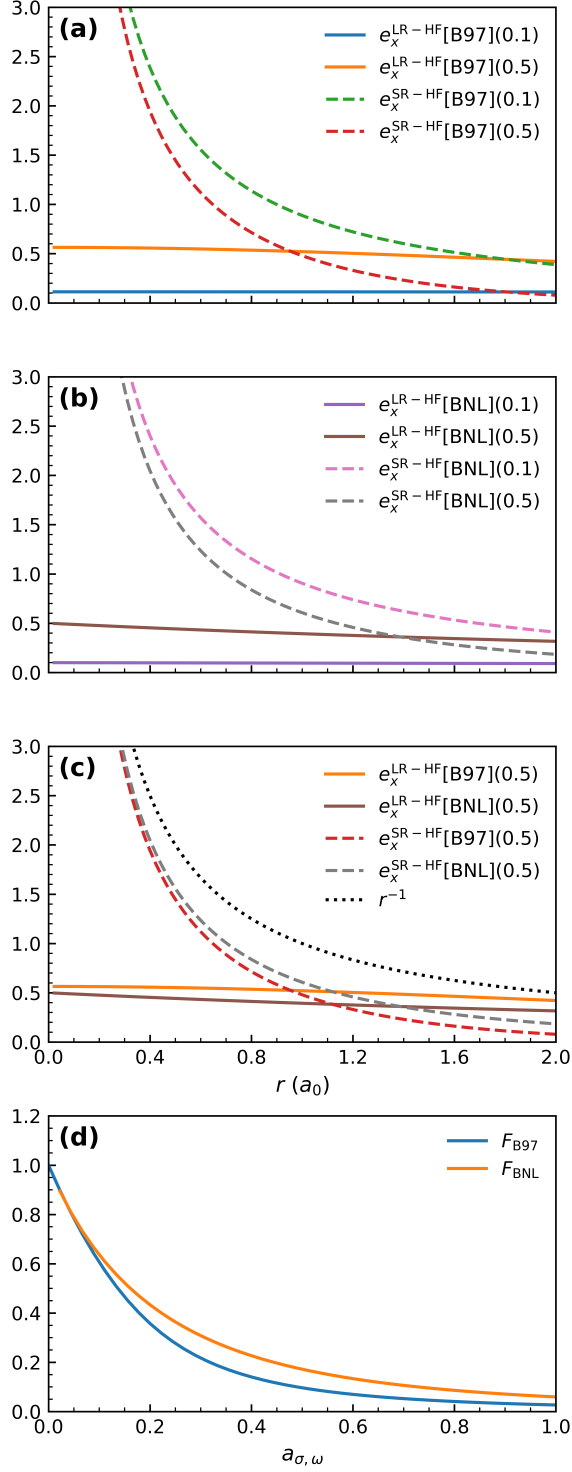 (a)
e_x^{LR−HF}[B97](0.1)
e_x^{LR−HF}[B97](0.5)
e_x^{SR−HF}[B97](0.1)
e_x^{SR−HF}[B97](0.5)
3.0
2.5
2.0
1.5
1.0
0.5
0.0
(b)
e_x^{LR−HF}[BNL](0.1)
e_x^{LR−HF}[BNL](0.5)
e_x^{SR−HF}[BNL](0.1)
e_x^{SR−HF}[BNL](0.5)
3.0
2.5
2.0
1.5
1.0
0.5
0.0
(c)
e_x^{LR−HF}[B97](0.5)
e_x^{LR−HF}[BNL](0.5)
e_x^{SR−HF}[B97](0.5)
e_x^{SR−HF}[BNL](0.5)
r^{−1}
3.0
2.5
2.0
1.5
1.0
0.5
0.0
0.0 0.4 0.8 1.2 1.6 2.0
r (a_0)
(d)
F_{B97}
F_{BNL}
1.2
1.0
0.8
0.6
0.4
0.2
0.0
0.0 0.2 0.4 0.6 0.8 1.0
a_{σ, ω}